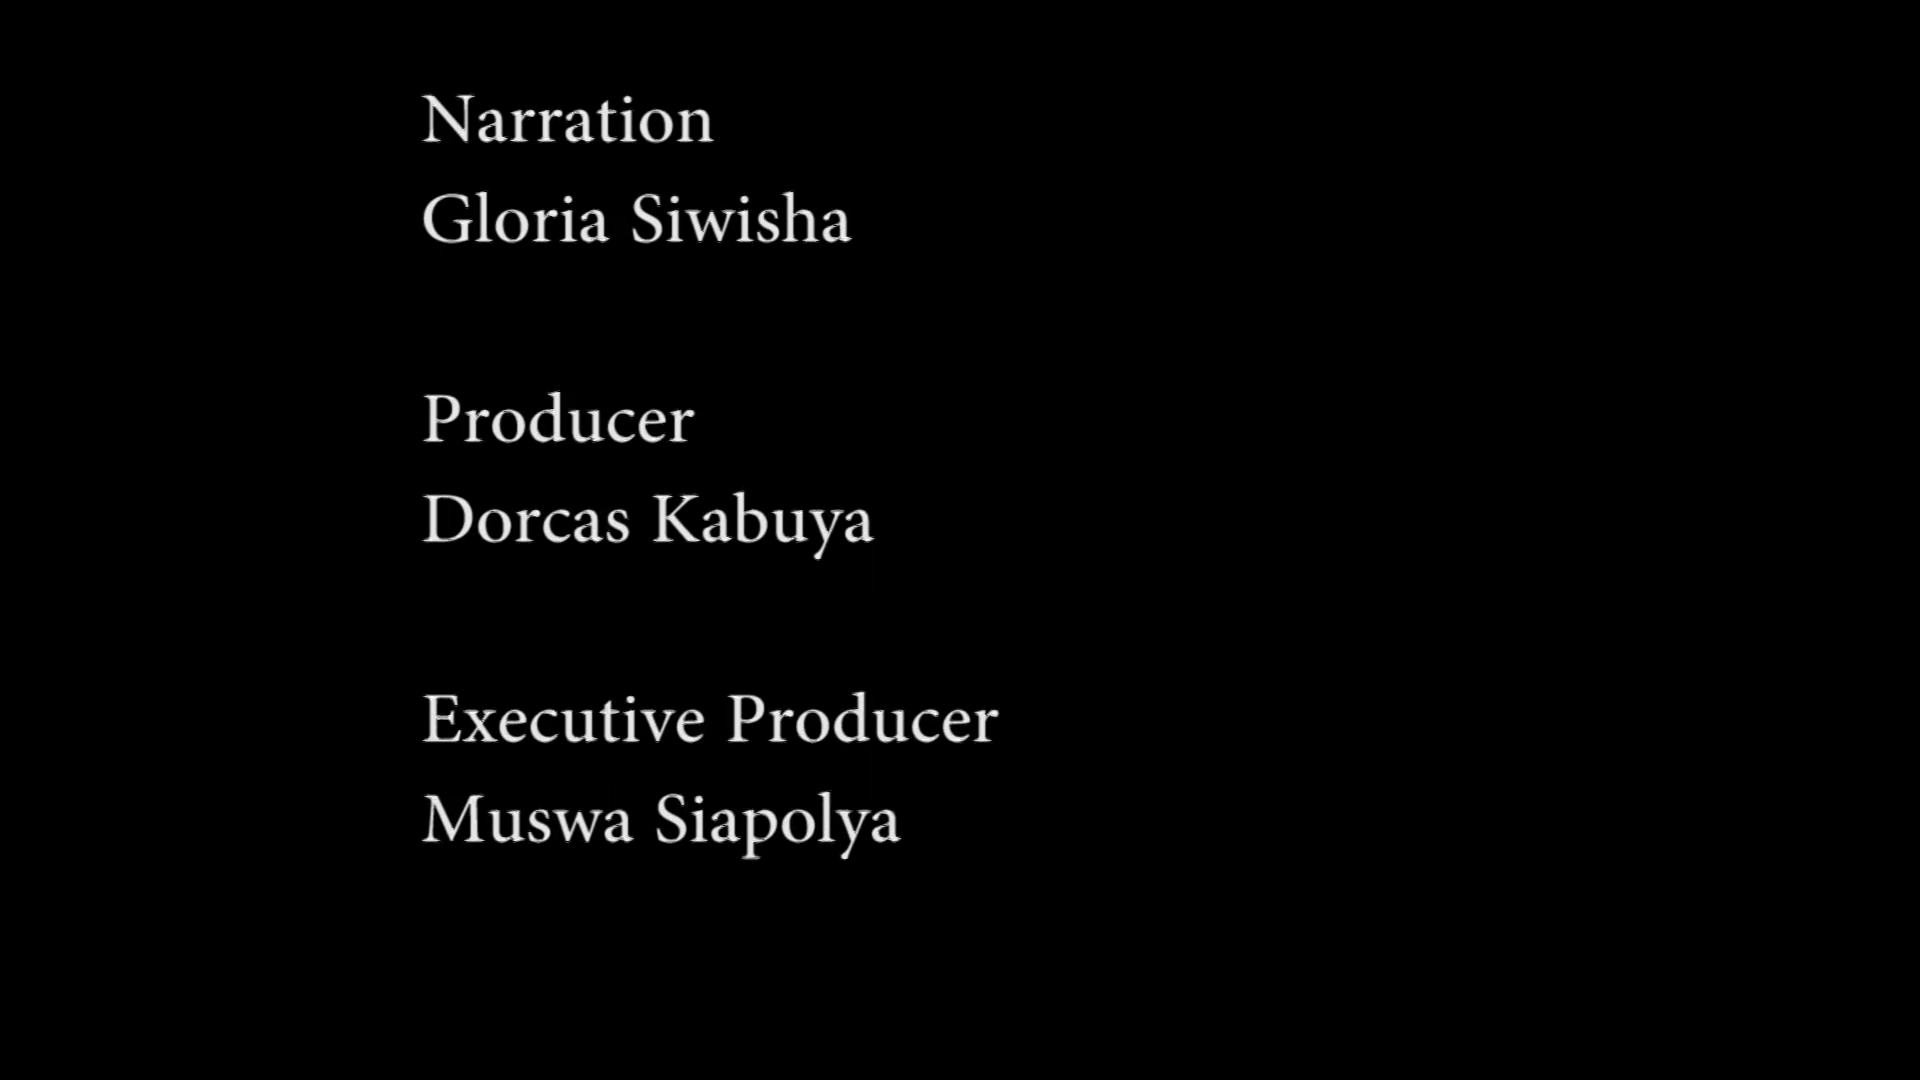 Narration
Gloria Siwisha
Producer
Dorcas Kabuya
Executive Producer
Muswa Siapolya